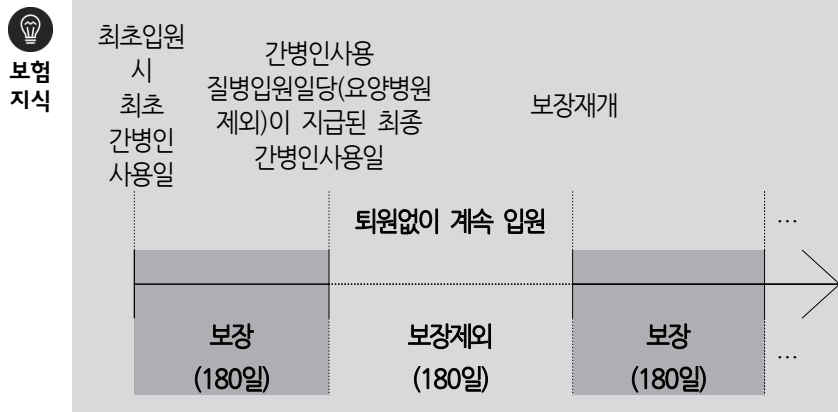 보험
지식
최초입원
시
최초
간병인
사용일
간병인사용
질병입원일당(요양병원
제외)이 지급된 최종
간병인사용일
보장재개
퇴원없이 계속 입원
...
보장
(180일)
보장제외
(180일)
보장
(180일)
...